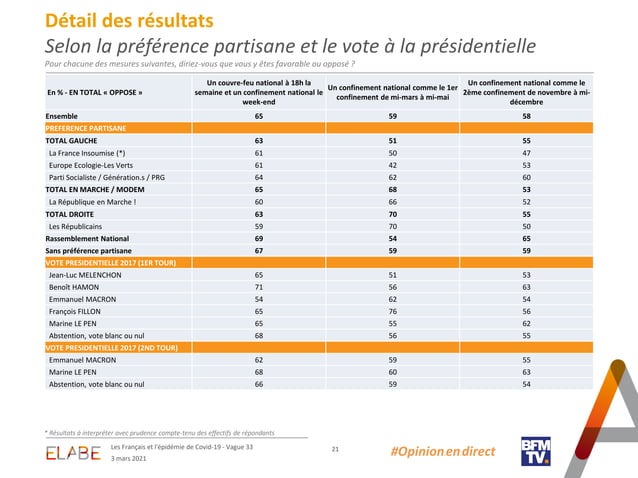 Détail des résultats
Selon la préférence partisane et le vote à la présidentielle
Pour chacune des mesures suivantes, diriez-vous que vous y êtes favorable ou opposé ?
En % - EN TOTAL « OPPOSE » Un couvre-feu national à 18h la semaine et un confinement national le week-end Un confinement national comme le 1er confinement de mi-mars à mi-mai Un confinement national comme le 2ème confinement de novembre à mi-décembre
Ensemble 65 59 58
PREFERENCE PARTISANE
TOTAL GAUCHE 63 51 55
La France Insoumise (*) 61 50 47
Europe Ecologie-Les Verts 61 42 53
Parti Socialiste / Génération.s / PRG 64 62 60
TOTAL EN MARCHE / MODEM 65 68 53
La République en Marche ! 60 66 52
TOTAL DROITE 63 70 55
Les Républicains 59 70 50
Rassemblement National 69 54 65
Sans préférence partisane 67 59 59
VOTE PRESIDENTIELLE 2017 (1ER TOUR)
Jean-Luc MELENCHON 65 51 53
Benoît HAMON 71 56 63
Emmanuel MACRON 54 62 54
François FILLON 65 76 56
Marine LE PEN 65 55 62
Abstention, vote blanc ou nul 68 56 55
VOTE PRESIDENTIELLE 2017 (2ND TOUR)
Emmanuel MACRON 62 59 55
Marine LE PEN 68 60 63
Abstention, vote blanc ou nul 66 59 54
* Résultats à interpréter avec prudence compte-tenu des effectifs de répondants
ELABE
Les Français et l'épidémie de Covid-19 - Vague 33
3 mars 2021
21
#Opinionendirect
BFM
TV.